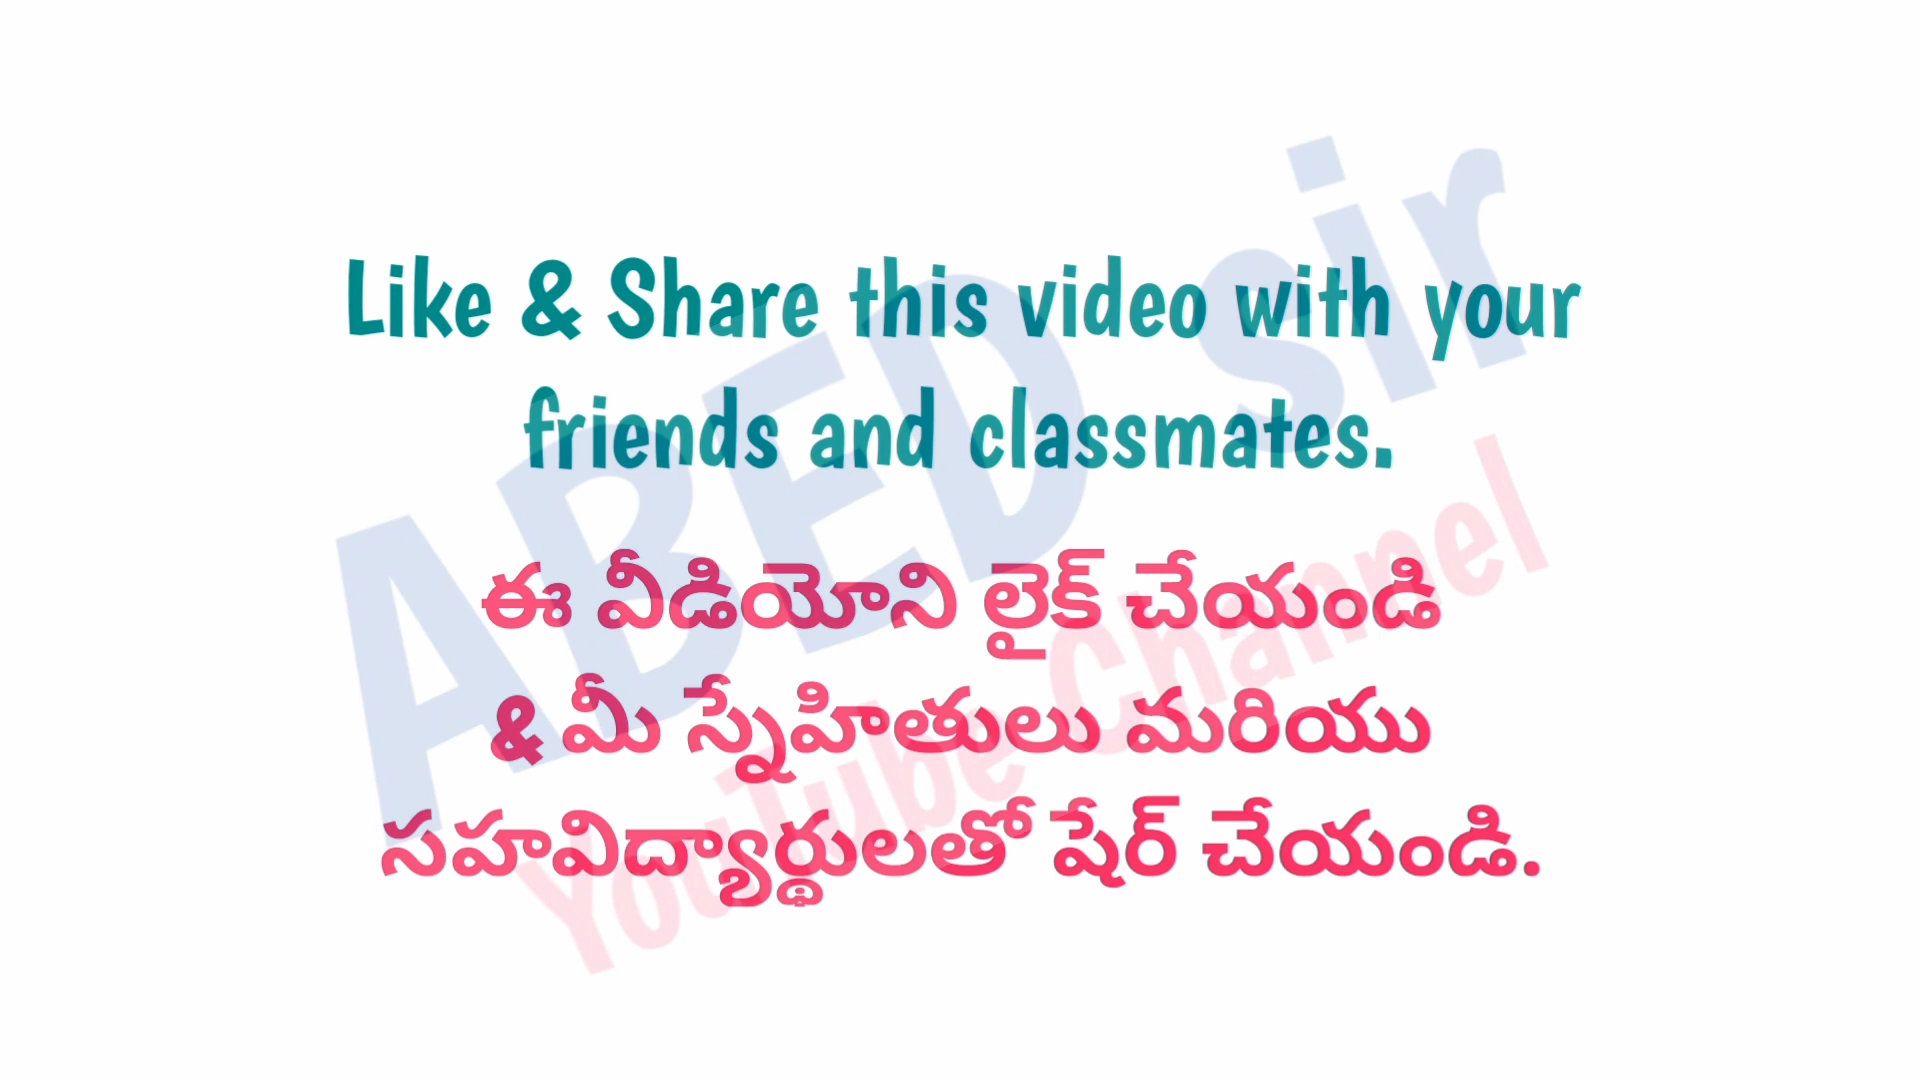 Like & Share this video with your
friends and classmates.
ఈ వీడియోని లైక్ చేయండి
& మీ స్నేహితులు మరియు
సహవిద్యార్థులతో షేర్ చేయండి.
ABED sir
YouTube Channel